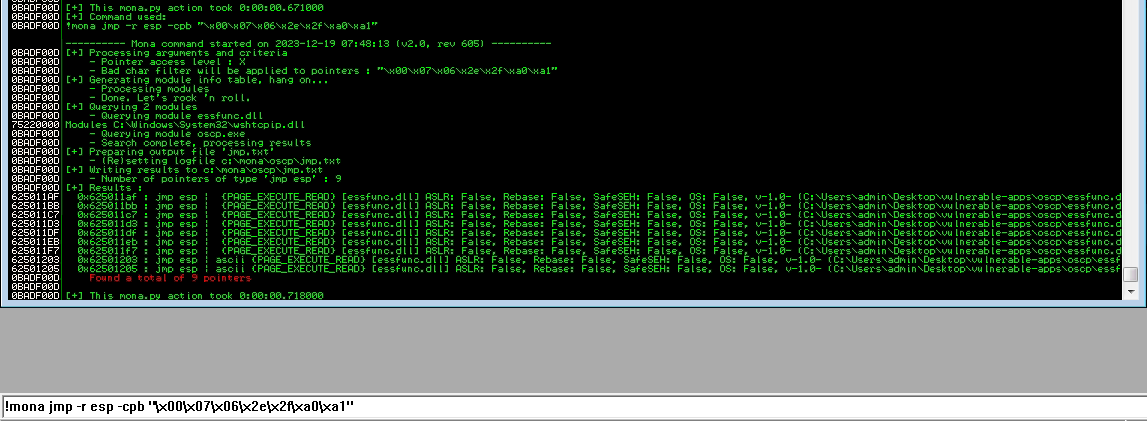 0BADF00D [+] This mona.py action took 0:00:00.671000
0BADF00D [+] Command used:
0BADF00D !mona jmp -r esp -cpb "\x00\x07\x06\x2e\x2f\xa0\xa1"
---------- Mona command started on 2023-12-19 07:48:13 (v2.0, rev 605) ----------
0BADF00D [+] Processing arguments and criteria
0BADF00D - Pointer access level : X
0BADF00D - Bad char filter will be applied to pointers : "\x00\x07\x06\x2e\x2f\xa0\xa1"
0BADF00D [+] Generating module info table, hang on...
0BADF00D - Processing modules
0BADF00D - Done. Let's rock 'n roll.
0BADF00D [+] Querying 2 modules
0BADF00D - Querying module essfunc.dll
75220000 Modules C:\Windows\System32\wshtcpip.dll
0BADF00D - Querying module oscp.exe
0BADF00D - Search complete, processing results
0BADF00D [+] Preparing output file 'jmp.txt'
0BADF00D - (Re)setting logfile c:\mona\oscp\jmp.txt
0BADF00D [+] Writing results to c:\mona\oscp\jmp.txt
0BADF00D - Number of pointers of type 'jmp esp' : 9
0BADF00D [+] Results :
625011AF 0x625011af : jmp esp | {PAGE_EXECUTE_READ} [essfunc.dll] ASLR: False, Rebase: False, SafeSEH: False, OS: False, v-1.0- (C:\Users\admin\Desktop\vulnerable-apps\oscp\essfunc.d
625011BB 0x625011bb : jmp esp | {PAGE_EXECUTE_READ} [essfunc.dll] ASLR: False, Rebase: False, SafeSEH: False, OS: False, v-1.0- (C:\Users\admin\Desktop\vulnerable-apps\oscp\essfunc.d
625011C7 0x625011c7 : jmp esp | {PAGE_EXECUTE_READ} [essfunc.dll] ASLR: False, Rebase: False, SafeSEH: False, OS: False, v-1.0- (C:\Users\admin\Desktop\vulnerable-apps\oscp\essfunc.d
625011D3 0x625011d3 : jmp esp | {PAGE_EXECUTE_READ} [essfunc.dll] ASLR: False, Rebase: False, SafeSEH: False, OS: False, v-1.0- (C:\Users\admin\Desktop\vulnerable-apps\oscp\essfunc.d
625011DF 0x625011df : jmp esp | {PAGE_EXECUTE_READ} [essfunc.dll] ASLR: False, Rebase: False, SafeSEH: False, OS: False, v-1.0- (C:\Users\admin\Desktop\vulnerable-apps\oscp\essfunc.d
625011EB 0x625011eb : jmp esp | {PAGE_EXECUTE_READ} [essfunc.dll] ASLR: False, Rebase: False, SafeSEH: False, OS: False, v-1.0- (C:\Users\admin\Desktop\vulnerable-apps\oscp\essfunc.d
625011F7 0x625011f7 : jmp esp | {PAGE_EXECUTE_READ} [essfunc.dll] ASLR: False, Rebase: False, SafeSEH: False, OS: False, v-1.0- (C:\Users\admin\Desktop\vulnerable-apps\oscp\essfunc.d
62501203 0x62501203 : jmp esp | ascii {PAGE_EXECUTE_READ} [essfunc.dll] ASLR: False, Rebase: False, SafeSEH: False, OS: False, v-1.0- (C:\Users\admin\Desktop\vulnerable-apps\oscp\essf
62501205 0x62501205 : jmp esp | ascii {PAGE_EXECUTE_READ} [essfunc.dll] ASLR: False, Rebase: False, SafeSEH: False, OS: False, v-1.0- (C:\Users\admin\Desktop\vulnerable-apps\oscp\essf
0BADF00D Found a total of 9 pointers
0BADF00D
0BADF00D [+] This mona.py action took 0:00:00.718000
!mona jmp -r esp -cpb "\x00\x07\x06\x2e\x2f\xa0\xa1"